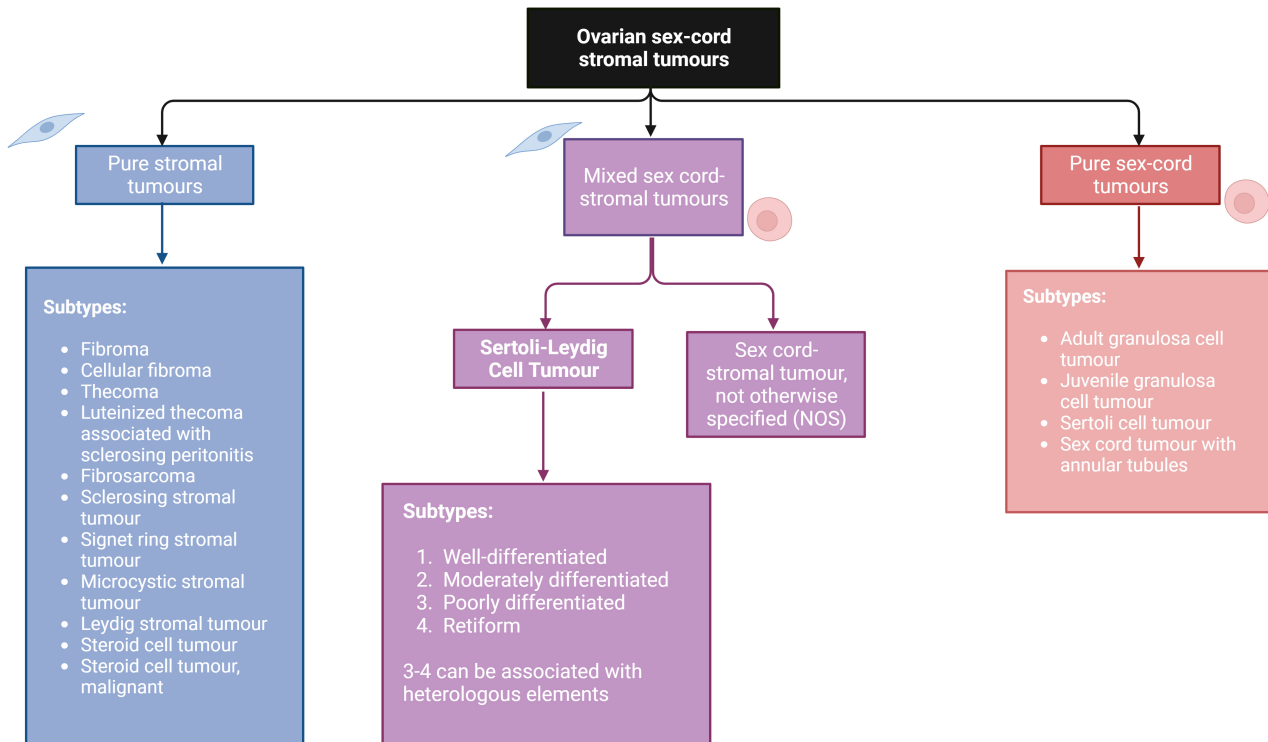 Ovarian sex-cord
stromal tumours
Pure stromal
tumours
Subtypes:
• Fibroma
• Cellular fibroma
• Thecoma
• Luteinized thecoma
associated with
sclerosing peritonitis
• Fibrosarcoma
• Sclerosing stromal
tumour
• Signet ring stromal
tumour
• Microcystic stromal
tumour
• Leydig stromal tumour
• Steroid cell tumour
• Steroid cell tumour,
malignant
Mixed sex cord-
stromal tumours
Sertoli-Leydig
Cell Tumour
Subtypes:
1. Well-differentiated
2. Moderately differentiated
3. Poorly differentiated
4. Retiform
3-4 can be associated with
heterologous elements
Sex cord-
stromal tumour,
not otherwise
specified (NOS)
Pure sex-cord
tumours
Subtypes:
• Adult granulosa cell
tumour
• Juvenile granulosa
cell tumour
• Sertoli cell tumour
• Sex cord tumour with
annular tubules